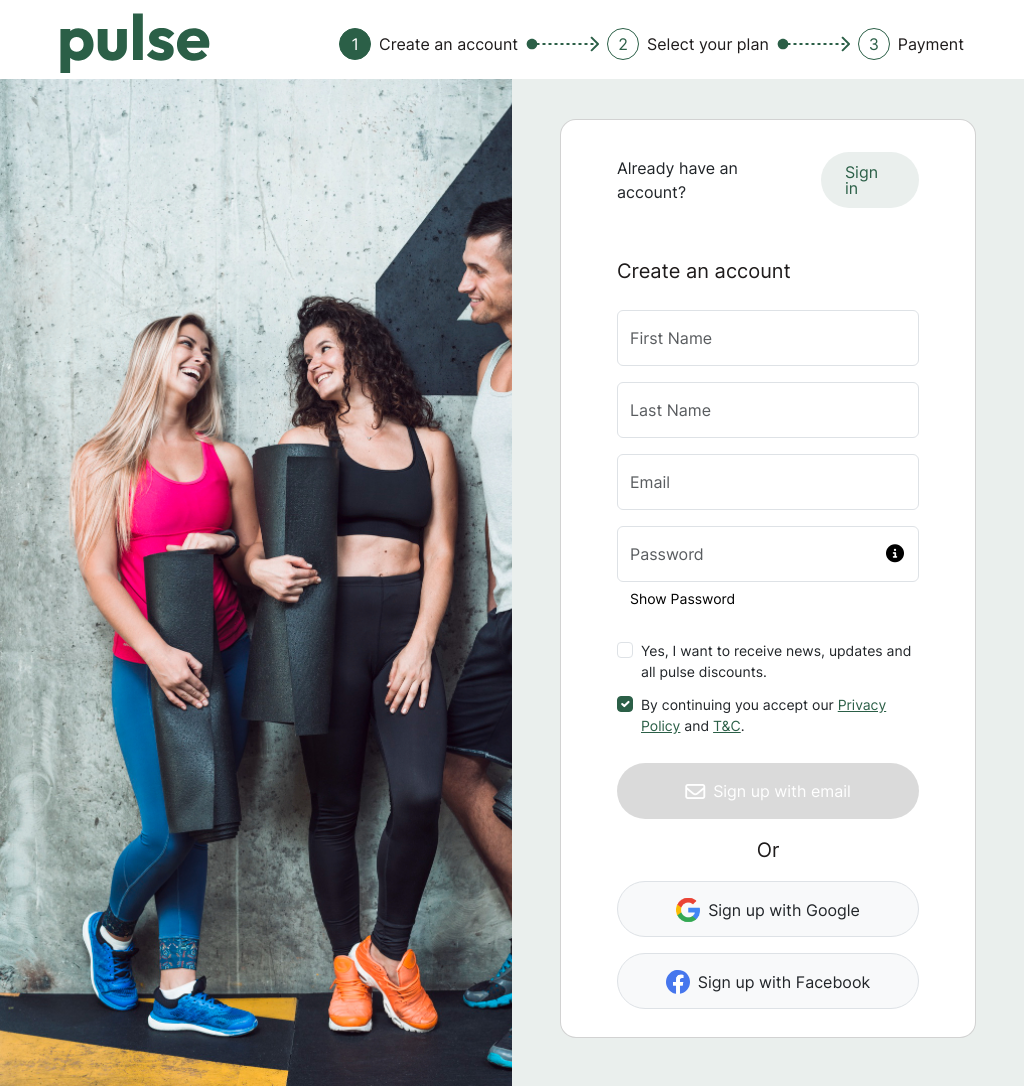 pulse
1 Create an account 2 Select your plan 3 Payment
Already have an
account?
Sign
in
Create an account
First Name
Last Name
Email
Password
Show Password
Yes, I want to receive news, updates and
all pulse discounts.
By continuing you accept our Privacy
Policy and T&C.
Sign up with email
Or
Sign up with Google
Sign up with Facebook